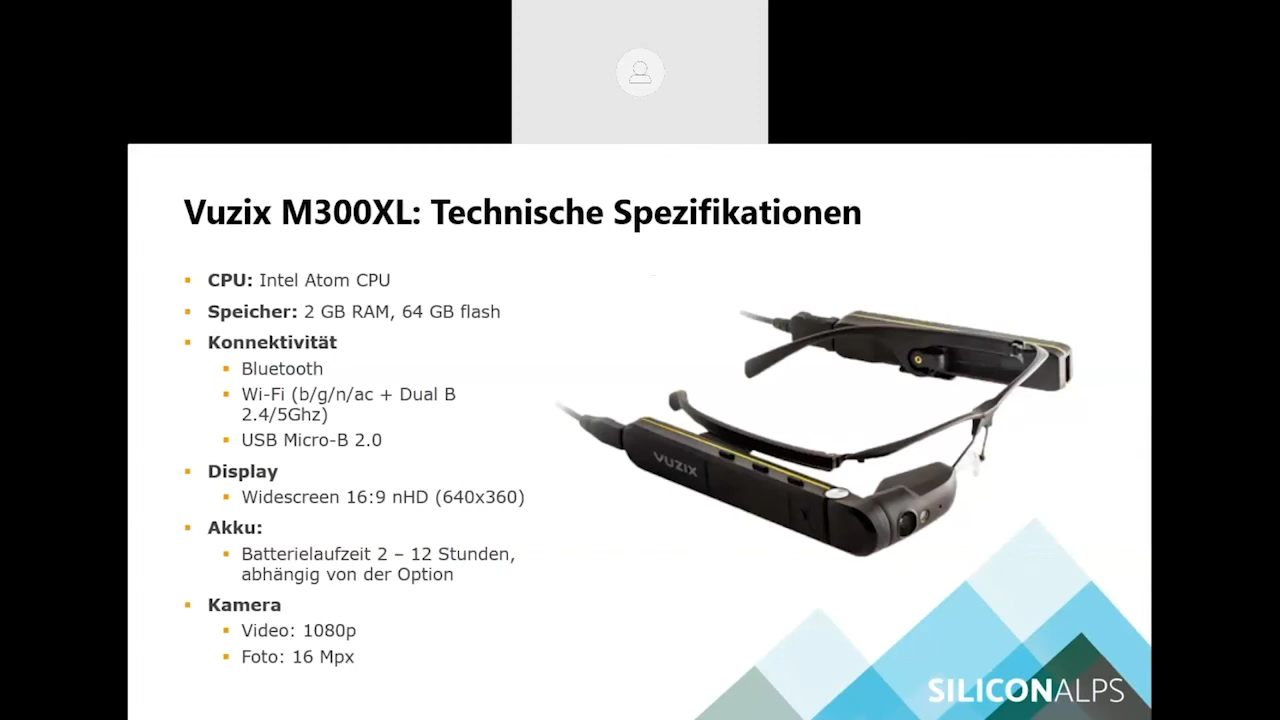 Vuzix M300XL: Technische Spezifikationen
CPU: Intel Atom CPU
Speicher: 2 GB RAM, 64 GB flash
Konnektivität
Bluetooth
Wi-Fi (b/g/n/ac + Dual B
2.4/5Ghz)
USB Micro-B 2.0
Display
Widescreen 16:9 nHD (640x360)
Akku:
Batterielaufzeit 2 – 12 Stunden,
abhängig von der Option
Kamera
Video: 1080p
Foto: 16 Mpx
VUZIX
SILICONALPS